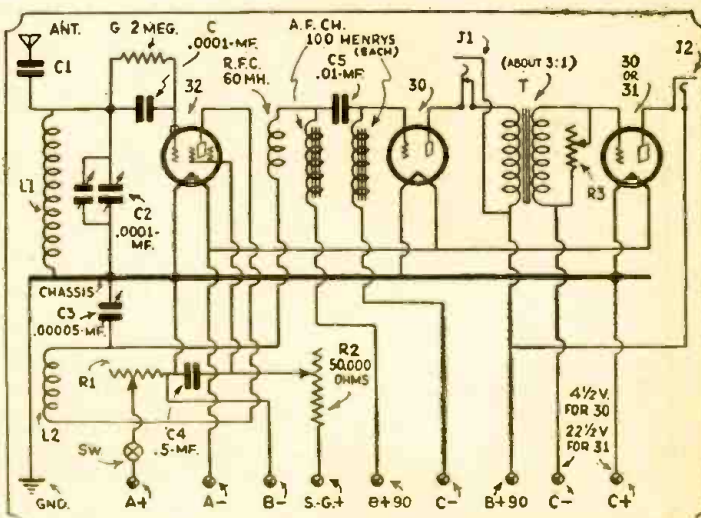 ANT.
G 2 MEG.
C
.0001-MF.
A.F. CH.
100 HENRYS
(EACH)
J1
J2
C1
32
R.F.C.
60 MH.
C5
.01-MF.
30
(ABOUT 3:1)
T
30
OR
31
L1
C2
.0001-
MF.
R3
CHASSIS
C3
.00005-MF.
R1
R2
50,000
OHMS
L2
C4
.5-MF.
SW.
4½V.
FOR 30
22½V
FOR 31
GND.
A+
A-
B-
S.-G.+
B+90
C-
B+90
C-
C+